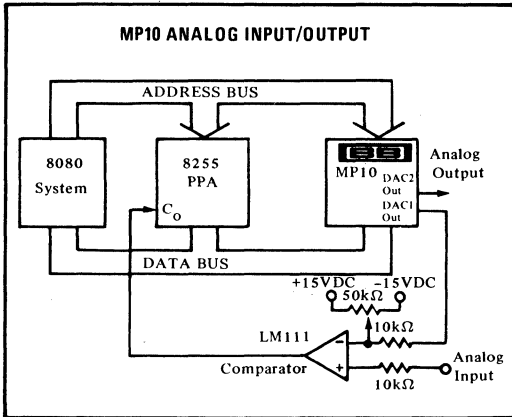 MP10 ANALOG INPUT/OUTPUT
ADDRESS BUS
8080
System
8255
PPA
C₀
MP10
DAC2
Out
DAC1
Out
Analog
Output
DATA BUS
+15VDC
−15VDC
50kΩ
10kΩ
LM111
Comparator
−
+
10kΩ
Analog
Input